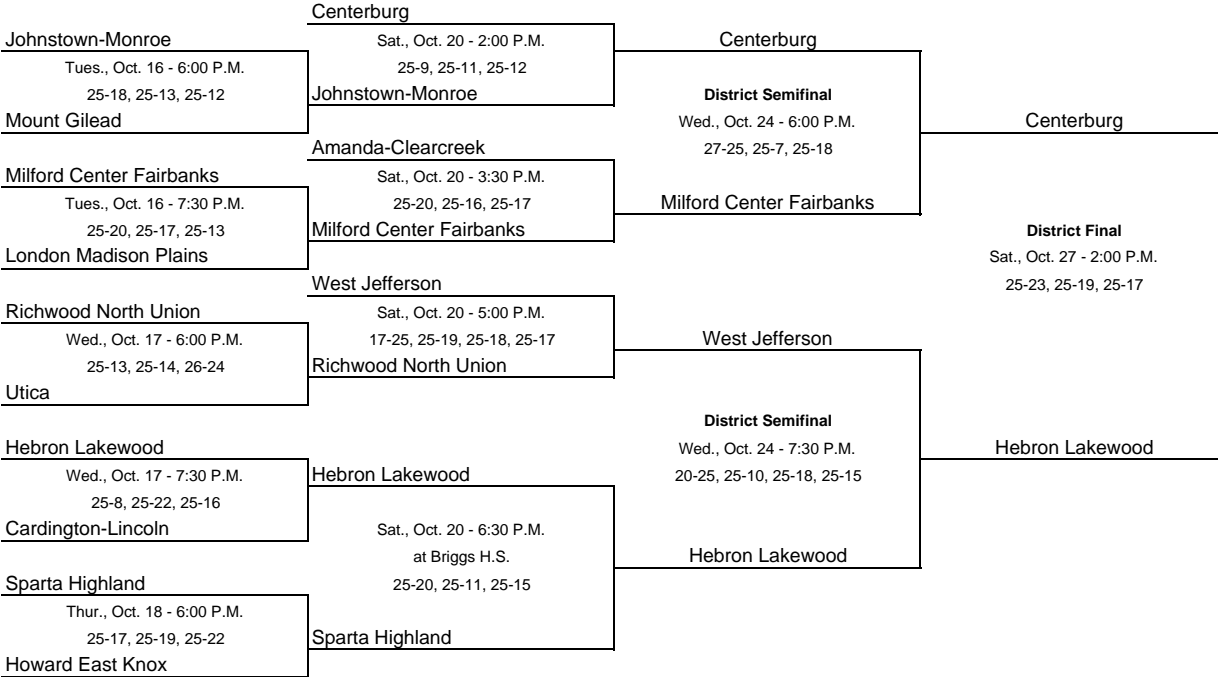 Centerburg
Johnstown-Monroe
Sat., Oct. 20 - 2:00 P.M.
Centerburg
Tues., Oct. 16 - 6:00 P.M.
25-9, 25-11, 25-12
25-18, 25-13, 25-12
Johnstown-Monroe
District Semifinal
Mount Gilead
Wed., Oct. 24 - 6:00 P.M.
Centerburg
Amanda-Clearcreek
27-25, 25-7, 25-18
Milford Center Fairbanks
Sat., Oct. 20 - 3:30 P.M.
Tues., Oct. 16 - 7:30 P.M.
25-20, 25-16, 25-17
Milford Center Fairbanks
25-20, 25-17, 25-13
Milford Center Fairbanks
District Final
London Madison Plains
Sat., Oct. 27 - 2:00 P.M.
West Jefferson
25-23, 25-19, 25-17
Richwood North Union
Sat., Oct. 20 - 5:00 P.M.
Wed., Oct. 17 - 6:00 P.M.
17-25, 25-19, 25-18, 25-17
West Jefferson
25-13, 25-14, 26-24
Richwood North Union
Utica
District Semifinal
Hebron Lakewood
Wed., Oct. 24 - 7:30 P.M.
Hebron Lakewood
Wed., Oct. 17 - 7:30 P.M.
Hebron Lakewood
20-25, 25-10, 25-18, 25-15
25-8, 25-22, 25-16
Cardington-Lincoln
Sat., Oct. 20 - 6:30 P.M.
at Briggs H.S.
Hebron Lakewood
Sparta Highland
25-20, 25-11, 25-15
Thur., Oct. 18 - 6:00 P.M.
25-17, 25-19, 25-22
Sparta Highland
Howard East Knox